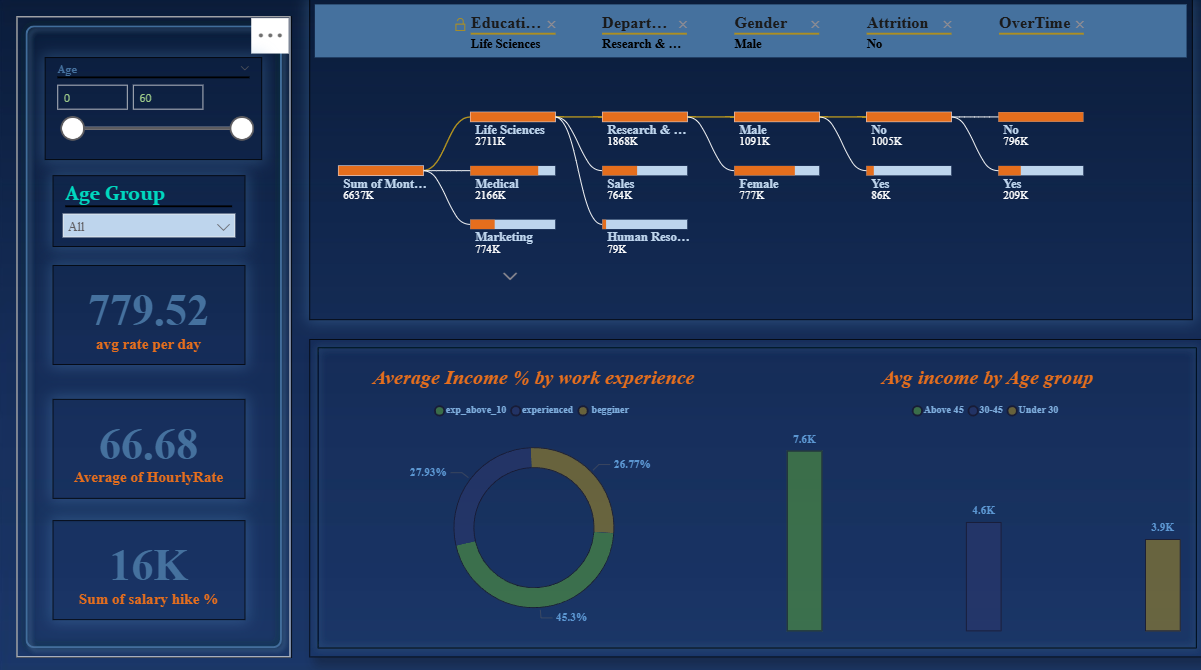 Age
0
60
Age Group
All
779.52
avg rate per day
66.68
Average of HourlyRate
16K
Sum of salary hike %
Educati...
Life Sciences
Depart...
Research & ...
Gender
Male
Attrition
No
OverTime
Sum of Mont...
6637K
Life Sciences
2711K
Medical
2166K
Marketing
774K
Research & ...
1868K
Sales
764K
Human Reso...
79K
Male
1091K
Female
777K
No
1005K
Yes
86K
No
796K
Yes
209K
Average Income % by work experience
exp_above_10 experienced begginer
27.93%
26.77%
45.3%
Avg income by Age group
Above 45 30-45 Under 30
7.6K
4.6K
3.9K